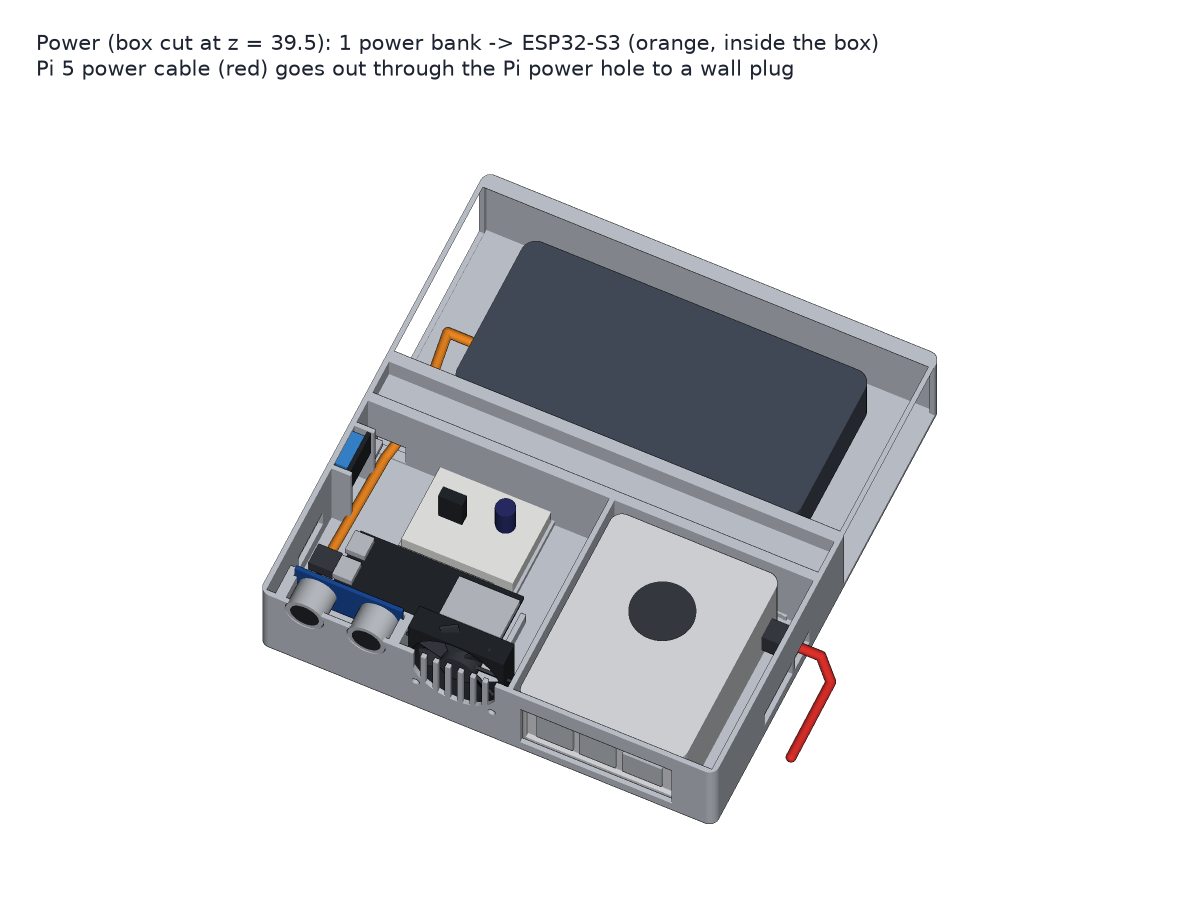 Power (box cut at z = 39.5): 1 power bank -> ESP32-S3 (orange, inside the box)
Pi 5 power cable (red) goes out through the Pi power hole to a wall plug